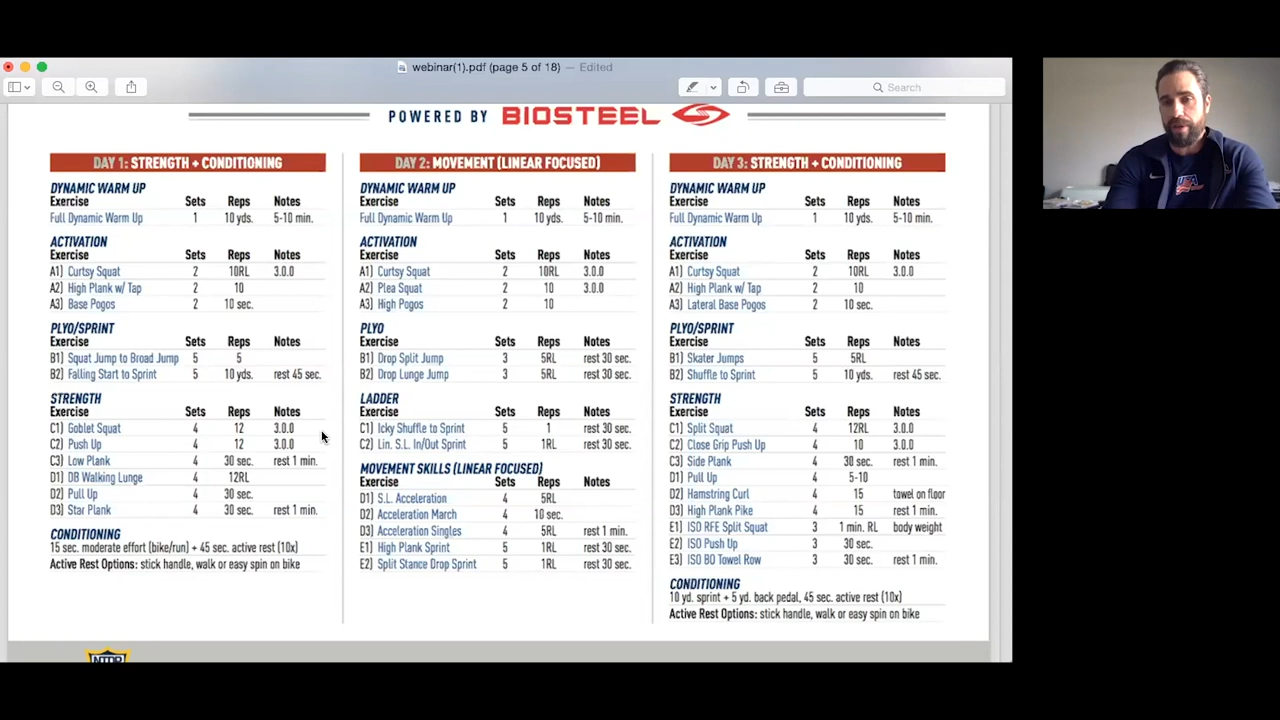 webinar(1).pdf (page 5 of 18) — Edited
Search
POWERED BY BIOSTEEL
DAY 1: STRENGTH + CONDITIONING
DYNAMIC WARM UP
Exercise Sets Reps Notes
Full Dynamic Warm Up 1 10 yds. 5-10 min.
ACTIVATION
Exercise Sets Reps Notes
A1) Curtsy Squat 2 10RL 3.0.0
A2) High Plank w/ Tap 2 10
A3) Base Pogos 2 10 sec.
PLYO/SPRINT
Exercise Sets Reps Notes
B1) Squat Jump to Broad Jump 5 5
B2) Falling Start to Sprint 5 10 yds. rest 45 sec.
STRENGTH
Exercise Sets Reps Notes
C1) Goblet Squat 4 12 3.0.0
C2) Push Up 4 12 3.0.0
C3) Low Plank 4 30 sec. rest 1 min.
D1) DB Walking Lunge 4 12RL
D2) Pull Up 4 30 sec.
D3) Star Plank 4 30 sec. rest 1 min.
CONDITIONING
15 sec. moderate effort (bike/run) + 45 sec. active rest (10x)
Active Rest Options: stick handle, walk or easy spin on bike
DAY 2: MOVEMENT (LINEAR FOCUSED)
DYNAMIC WARM UP
Exercise Sets Reps Notes
Full Dynamic Warm Up 1 10 yds. 5-10 min.
ACTIVATION
Exercise Sets Reps Notes
A1) Curtsy Squat 2 10RL 3.0.0
A2) Plea Squat 2 10 3.0.0
A3) High Pogos 2 10
PLYO
Exercise Sets Reps Notes
B1) Drop Split Jump 3 5RL rest 30 sec.
B2) Drop Lunge Jump 3 5RL rest 30 sec.
LADDER
Exercise Sets Reps Notes
C1) Icky Shuffle to Sprint 5 1 rest 30 sec.
C2) Lin. S.L. In/Out Sprint 5 1RL rest 30 sec.
MOVEMENT SKILLS (LINEAR FOCUSED)
Exercise Sets Reps Notes
D1) S.L. Acceleration 4 5RL
D2) Acceleration March 4 10 sec.
D3) Acceleration Singles 4 5RL rest 1 min.
E1) High Plank Sprint 5 1RL rest 30 sec.
E2) Split Stance Drop Sprint 5 1RL rest 30 sec.
DAY 3: STRENGTH + CONDITIONING
DYNAMIC WARM UP
Exercise Sets Reps Notes
Full Dynamic Warm Up 1 10 yds. 5-10 min.
ACTIVATION
Exercise Sets Reps Notes
A1) Curtsy Squat 2 10RL 3.0.0
A2) High Plank w/ Tap 2 10
A3) Lateral Base Pogos 2 10 sec.
PLYO/SPRINT
Exercise Sets Reps Notes
B1) Skater Jumps 5 5RL
B2) Shuffle to Sprint 5 10 yds. rest 45 sec.
STRENGTH
Exercise Sets Reps Notes
C1) Split Squat 4 12RL 3.0.0
C2) Close Grip Push Up 4 10 3.0.0
C3) Side Plank 4 30 sec. rest 1 min.
D1) Pull Up 4 5-10
D2) Hamstring Curl 4 15 towel on floor
D3) High Plank Pike 4 15 rest 1 min.
E1) ISO RFE Split Squat 3 1 min. RL body weight
E2) ISO Push Up 3 30 sec.
E3) ISO BO Towel Row 3 30 sec. rest 1 min.
CONDITIONING
10 yd. sprint + 5 yd. back pedal, 45 sec. active rest (10x)
Active Rest Options: stick handle, walk or easy spin on bike
NTDP
USA